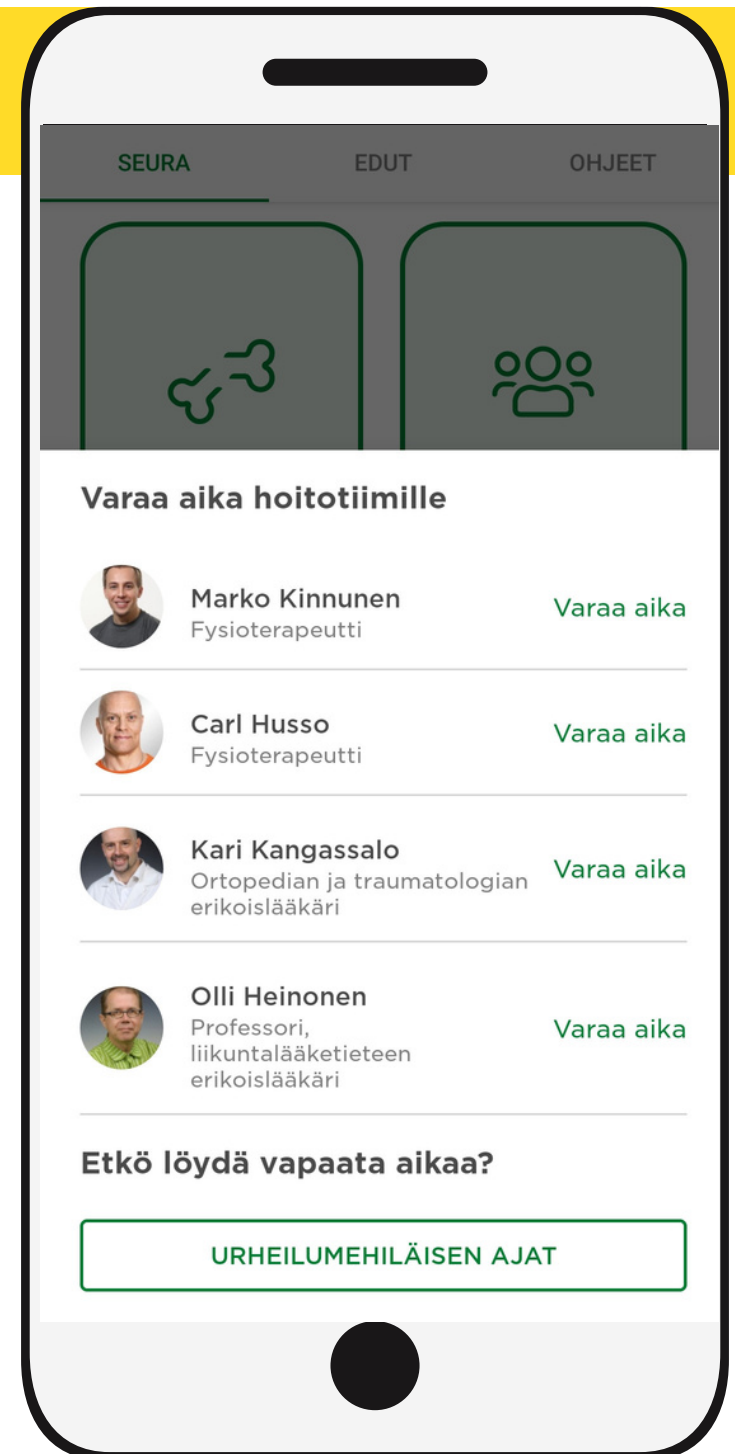 SEURA EDUT OHJEET
Varaa aika hoitotiimille
Marko Kinnunen
Fysioterapeutti
Varaa aika
Carl Husso
Fysioterapeutti
Varaa aika
Kari Kangassalo
Ortopedian ja traumatologian
erikoislääkäri
Varaa aika
Olli Heinonen
Professori,
liikuntalääketieteen
erikoislääkäri
Varaa aika
Etkö löydä vapaata aikaa?
URHEILUMEHILÄISEN AJAT